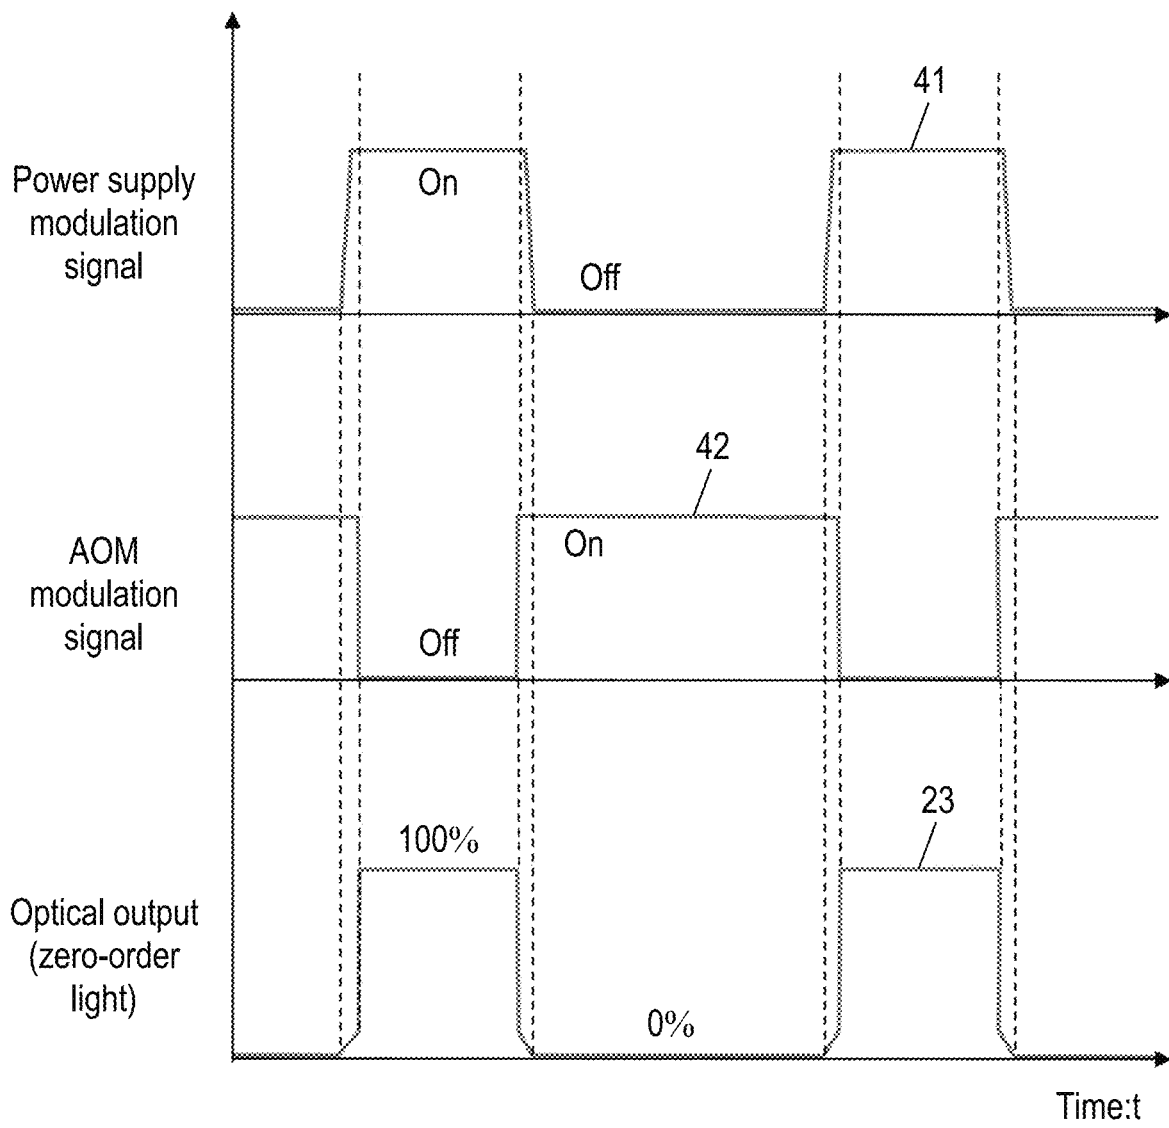 41
Power supply
modulation
signal
On
Off
42
AOM
modulation
signal
On
Off
23
100%
Optical output
(zero-order
light)
0%
Time:t